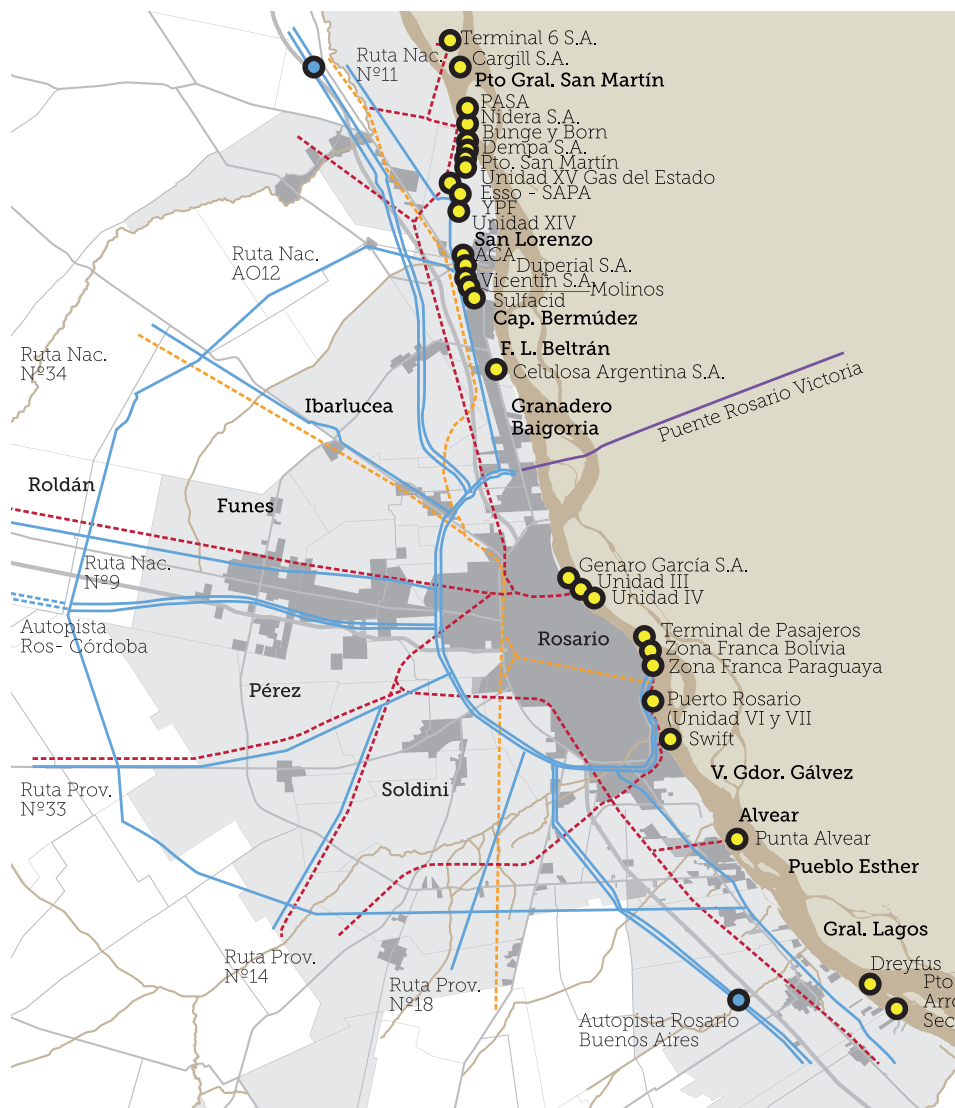 Terminal 6 S.A.
Ruta Nac.
Nº11
Cargill S.A.
Pto Gral. San Martín
PASA
Nidera S.A.
Bunge y Born
Dempa S.A.
Pto. San Martín
Unidad XV Gas del Estado
Esso - SAPA
YPF
Unidad XIV
San Lorenzo
ACA
Ruta Nac.
AO12
Duperial S.A.
Vicentín S.A.
Molinos
Sulfacid
Cap. Bermúdez
Ruta Nac.
Nº34
F. L. Beltrán
Celulosa Argentina S.A.
Puente Rosario Victoria
Ibarlucea
Granadero
Baigorria
Roldán
Funes
Ruta Nac.
Nº9
Genaro García S.A.
Unidad III
Unidad IV
Autopista
Ros- Córdoba
Rosario
Terminal de Pasajeros
Zona Franca Bolivia
Zona Franca Paraguaya
Pérez
Puerto Rosario
(Unidad VI y VII
Swift
Ruta Prov.
Nº33
Soldini
V. Gdor. Gálvez
Alvear
Punta Alvear
Pueblo Esther
Gral. Lagos
Ruta Prov.
Nº14
Ruta Prov.
Nº18
Dreyfus
Pto
Arro
Sec
Autopista Rosario
Buenos Aires